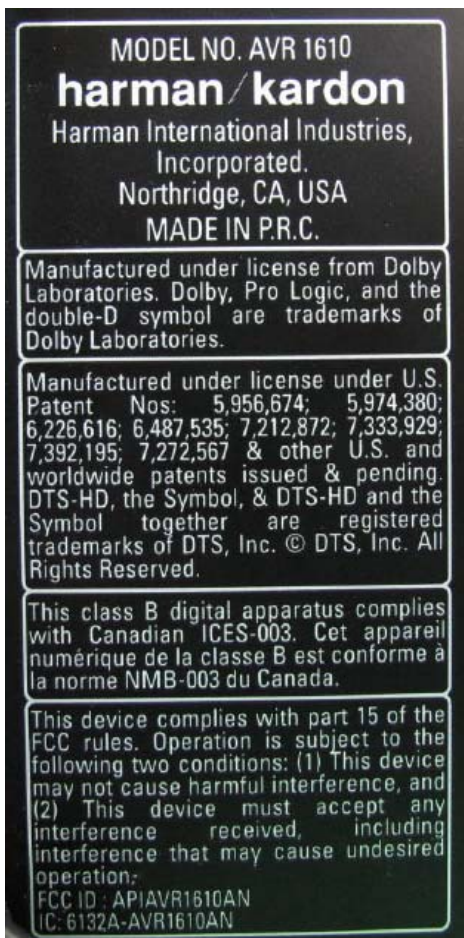 MODEL NO. AVR 1610
harman/kardon
Harman International Industries,
Incorporated.
Northridge, CA, USA
MADE IN P.R.C.
Manufactured under license from Dolby
Laboratories. Dolby, Pro Logic, and the
double-D symbol are trademarks of
Dolby Laboratories.
Manufactured under license under U.S.
Patent Nos: 5,956,674; 5,974,380;
6,226,616; 6,487,535; 7,212,872; 7,333,929;
7,392,195; 7,272,567 & other U.S. and
worldwide patents issued & pending.
DTS-HD, the Symbol, & DTS-HD and the
Symbol together are registered
trademarks of DTS, Inc. © DTS, Inc. All
Rights Reserved.
This class B digital apparatus complies
with Canadian ICES-003. Cet appareil
numérique de la classe B est conforme à
la norme NMB-003 du Canada.
This device complies with part 15 of the
FCC rules. Operation is subject to the
following two conditions: (1) This device
may not cause harmful interference, and
(2) This device must accept any
interference received, including
interference that may cause undesired
operation.
FCC ID : APIAVR1610AN
IC: 6132A-AVR1610AN